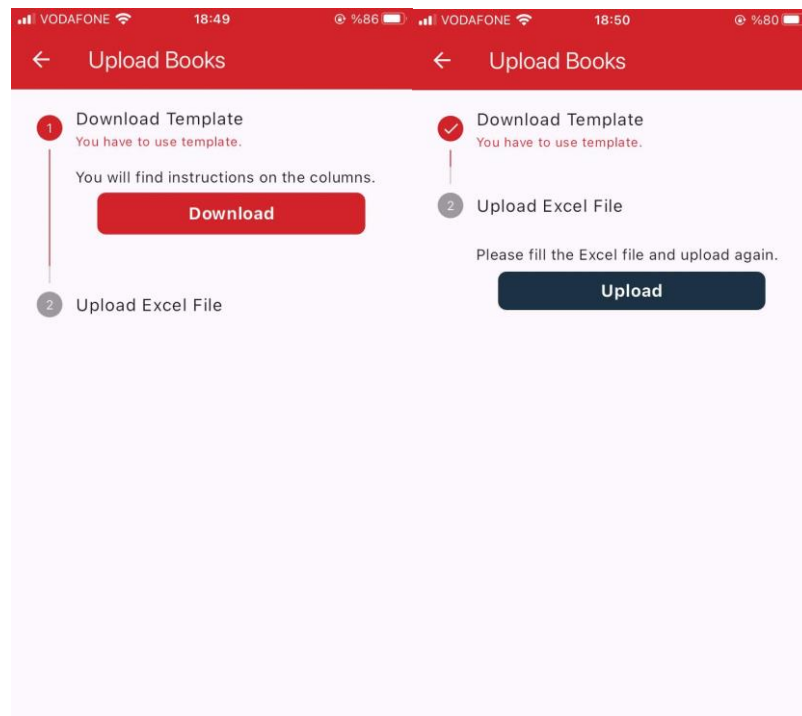 VODAFONE 18:49 %86
Upload Books
1 Download Template
You have to use template.
You will find instructions on the columns.
Download
2 Upload Excel File
VODAFONE 18:50 %80
Upload Books
Download Template
You have to use template.
2 Upload Excel File
Please fill the Excel file and upload again.
Upload